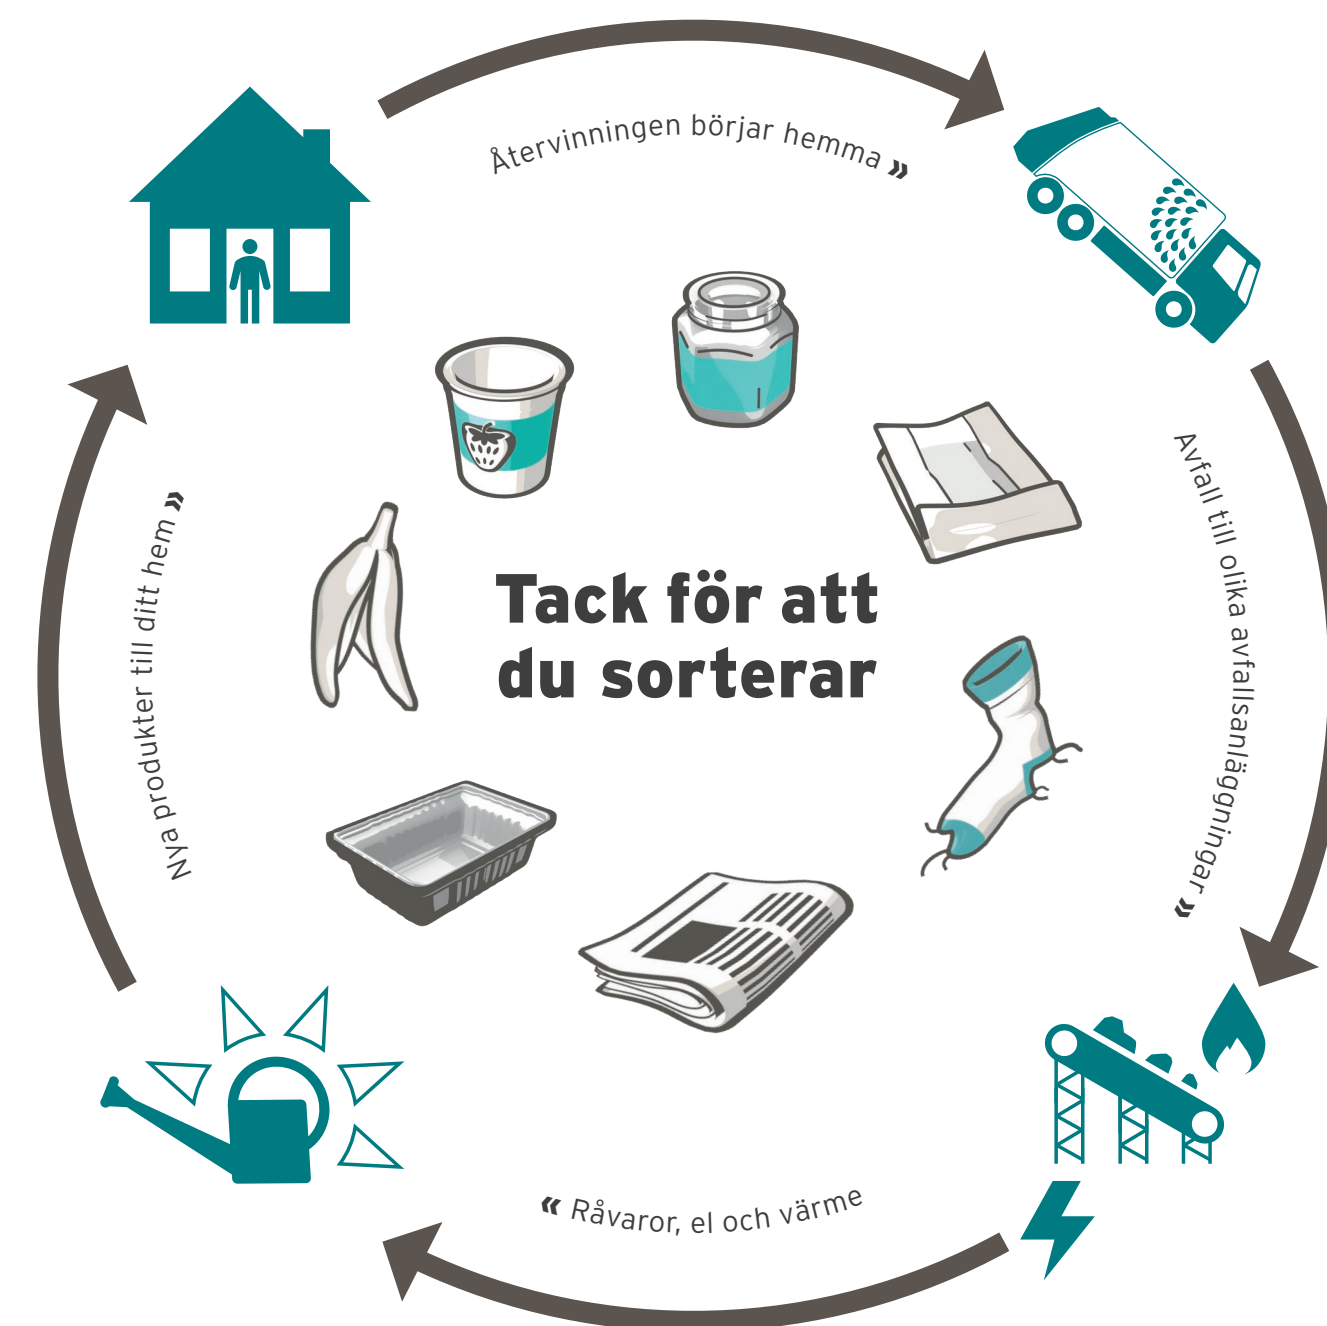 Återvinningen börjar hemma »
Avfall till olika avfallsanläggningar »
Tack för att
du sorterar
Nya produkter till ditt hem »
« Råvaror, el och värme